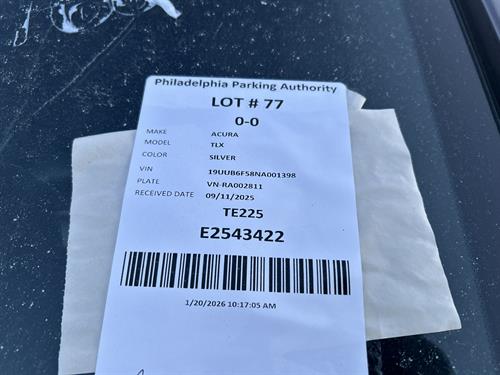 Philadelphia Parking Authority
LOT # 77
0-0
MAKE ACURA
MODEL TLX
COLOR SILVER
VIN 19UUB6F58NA001398
PLATE VN-RA002811
RECEIVED DATE 09/11/2025
TE225
E2543422
1/20/2026 10:17:05 AM